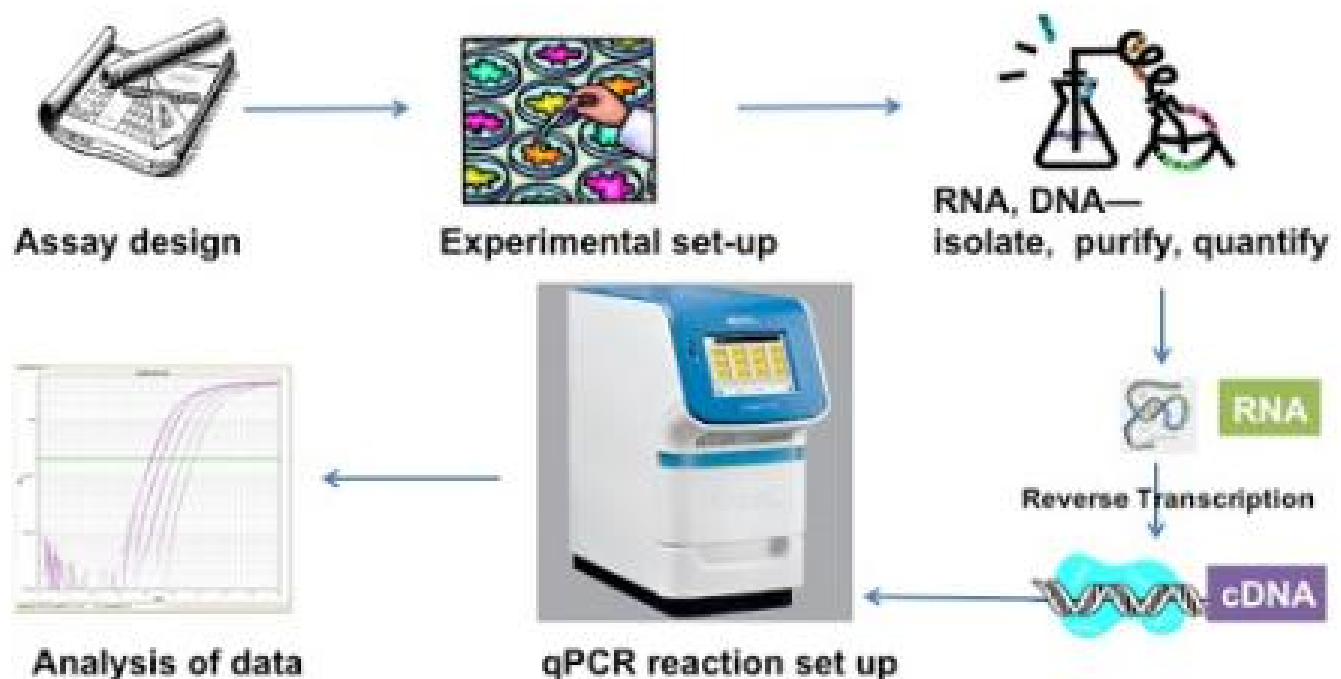 Assay design
Experimental set-up
RNA, DNA—
isolate, purify, quantify
RNA
Reverse Transcription
cDNA
qPCR reaction set up
Analysis of data